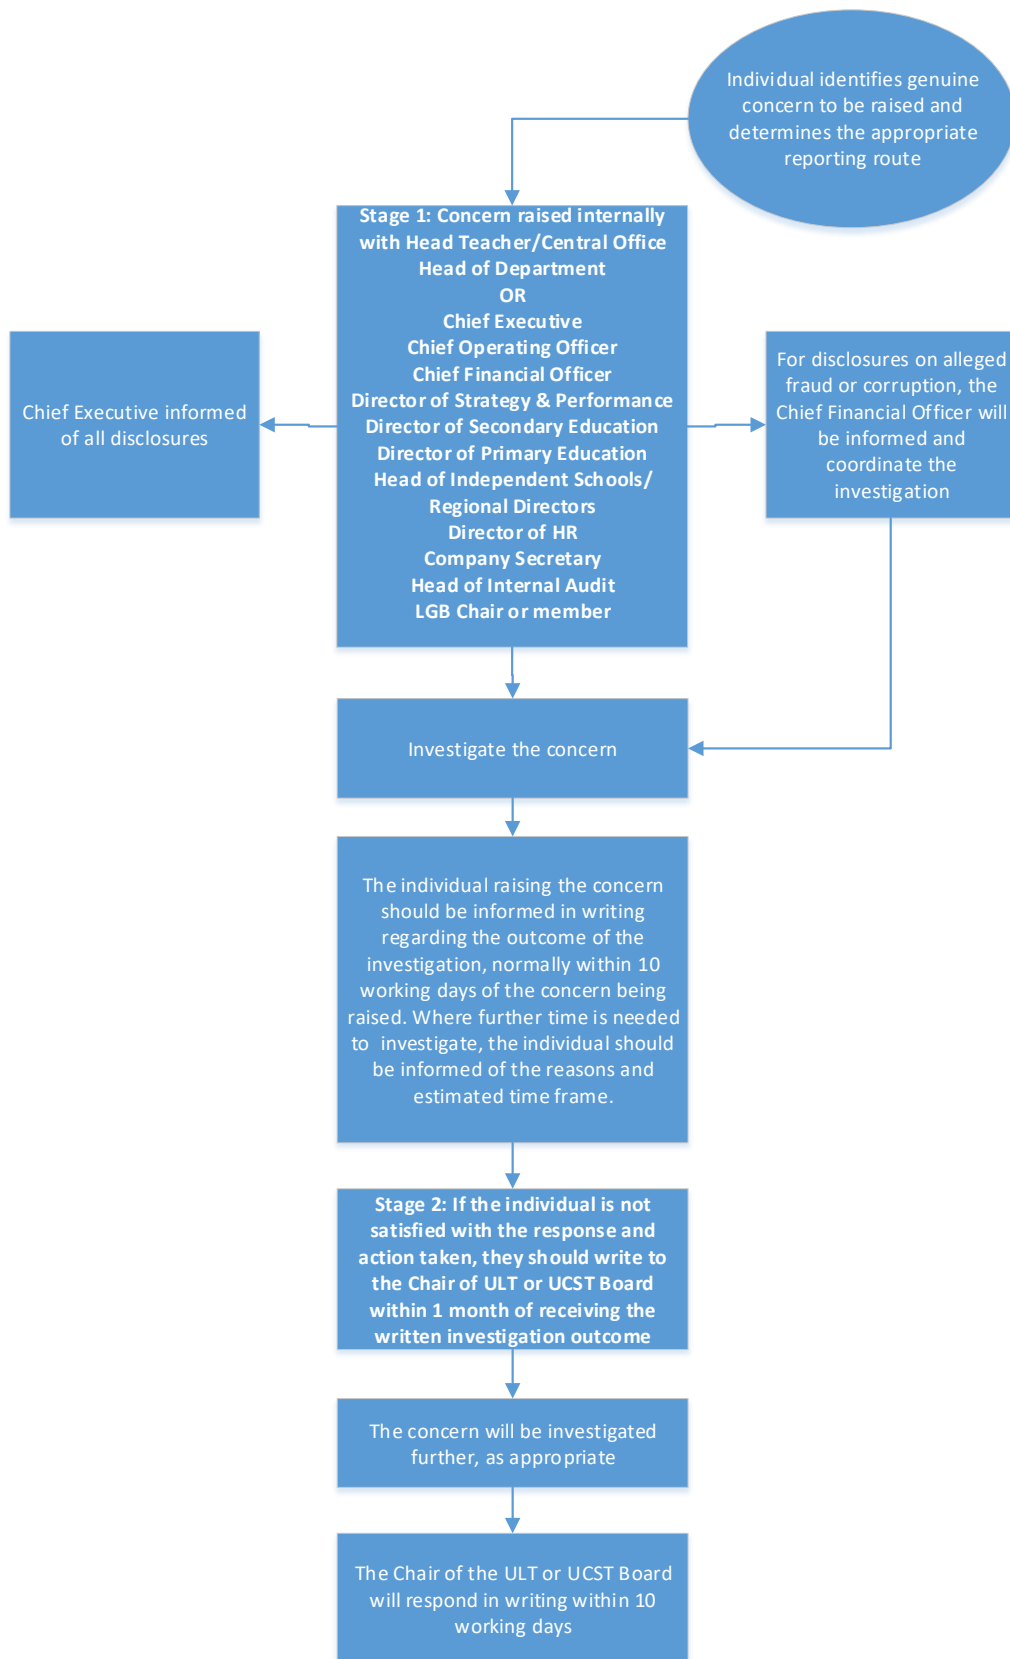 Individual identifies genuine
concern to be raised and
determines the appropriate
reporting route
Stage 1: Concern raised internally
with Head Teacher/Central Office
Head of Department
OR
Chief Executive
Chief Operating Officer
Chief Financial Officer
Director of Strategy & Performance
Director of Secondary Education
Director of Primary Education
Head of Independent Schools/
Regional Directors
Director of HR
Company Secretary
Head of Internal Audit
LGB Chair or member
Chief Executive informed
of all disclosures
For disclosures on alleged
fraud or corruption, the
Chief Financial Officer will
be informed and
coordinate the
investigation
Investigate the concern
The individual raising the concern
should be informed in writing
regarding the outcome of the
investigation, normally within 10
working days of the concern being
raised. Where further time is needed
to investigate, the individual should
be informed of the reasons and
estimated time frame.
Stage 2: If the individual is not
satisfied with the response and
action taken, they should write to
the Chair of ULT or UCST Board
within 1 month of receiving the
written investigation outcome
The concern will be investigated
further, as appropriate
The Chair of the ULT or UCST Board
will respond in writing within 10
working days